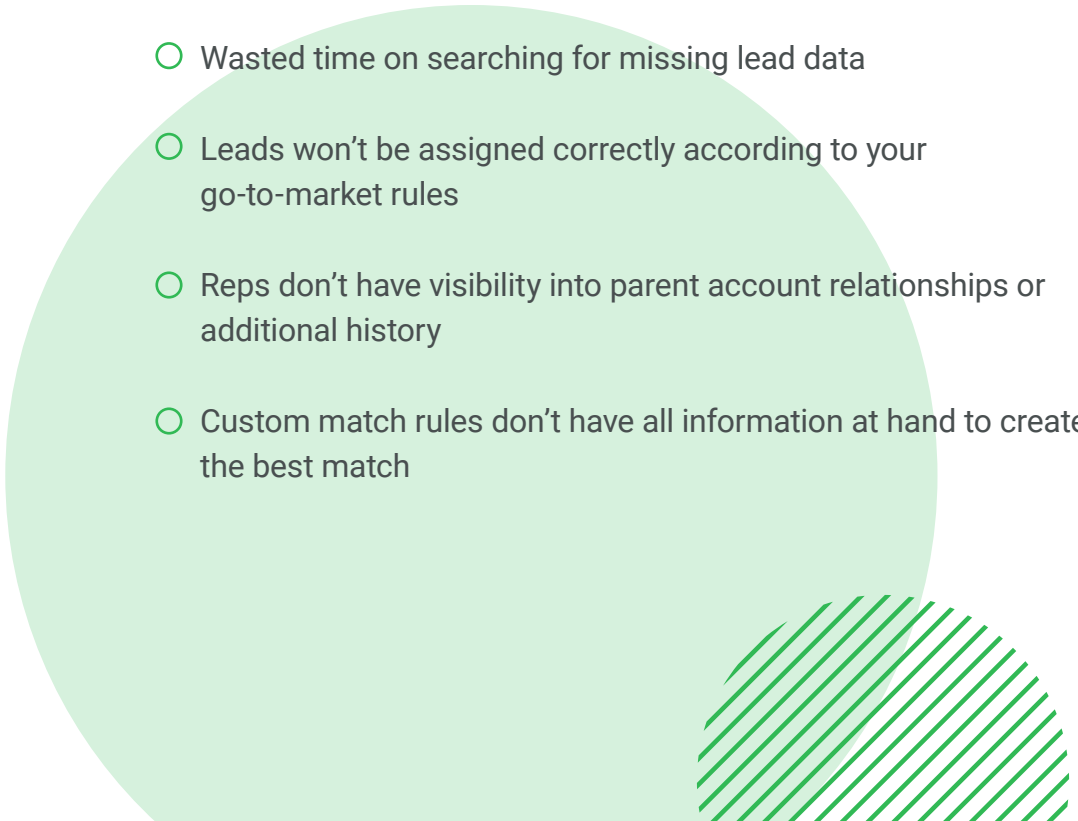 Wasted time on searching for missing lead data
Leads won’t be assigned correctly according to your
go-to-market rules
Reps don’t have visibility into parent account relationships or
additional history
Custom match rules don’t have all information at hand to create
the best match